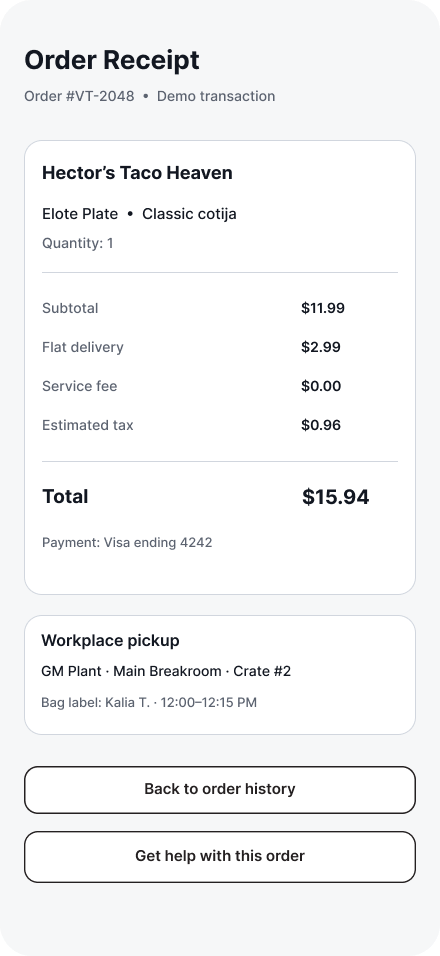 Order Receipt
Order #VT-2048 • Demo transaction
Hector’s Taco Heaven
Elote Plate • Classic cotija
Quantity: 1
Subtotal $11.99
Flat delivery $2.99
Service fee $0.00
Estimated tax $0.96
Total $15.94
Payment: Visa ending 4242
Workplace pickup
GM Plant · Main Breakroom · Crate #2
Bag label: Kalia T. · 12:00–12:15 PM
Back to order history
Get help with this order